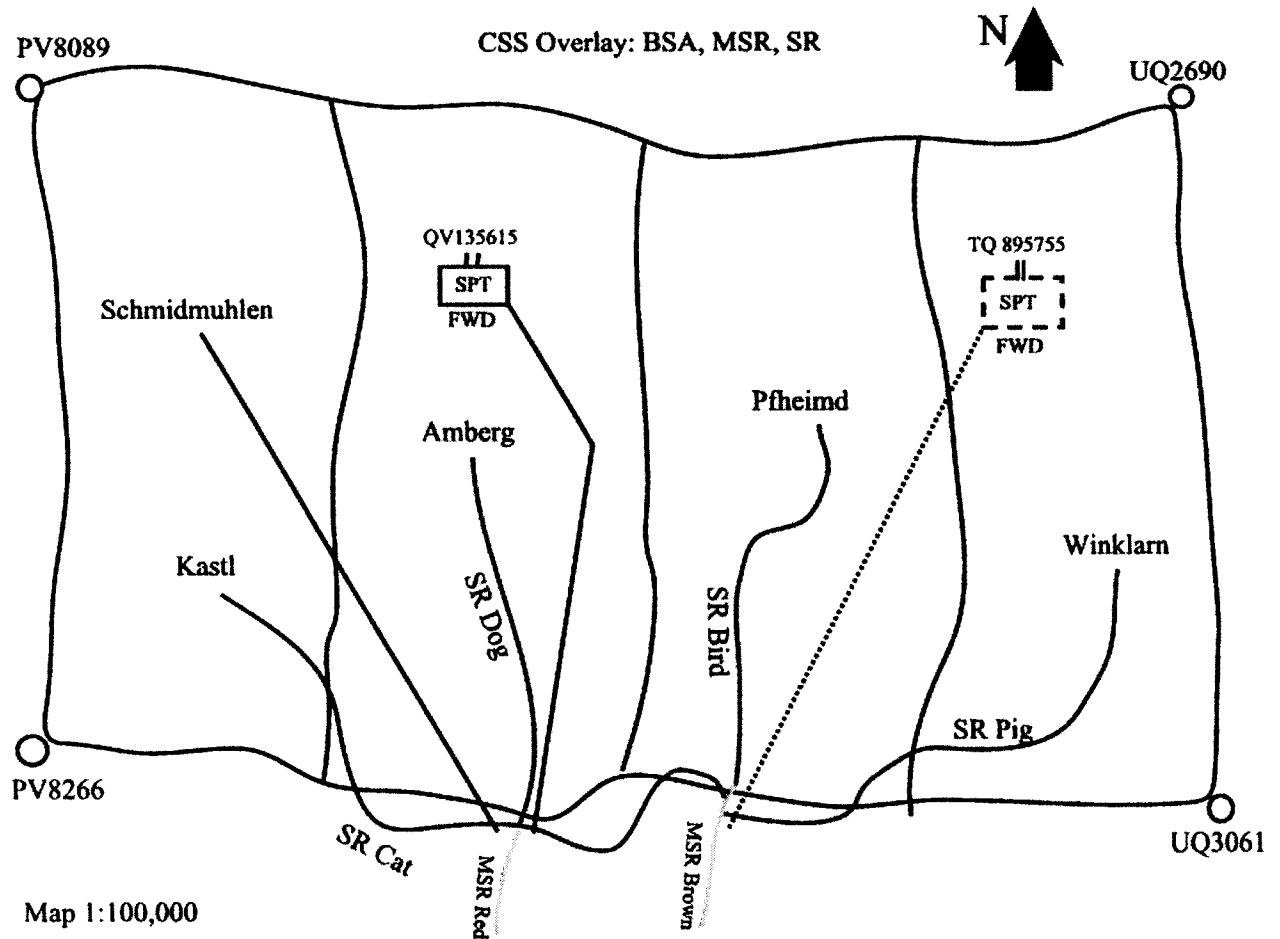 PV8089
CSS Overlay: BSA, MSR, SR
N
UQ2690
QV135615
SPT
FWD
TQ 895755
SPT
FWD
Schmidmuhlen
Amberg
Pfheimd
Kastl
SR Dog
SR Bird
Winklarn
SR Pig
PV8266
SR Cat
MSR Red
MSR Brown
UQ3061
Map 1:100,000